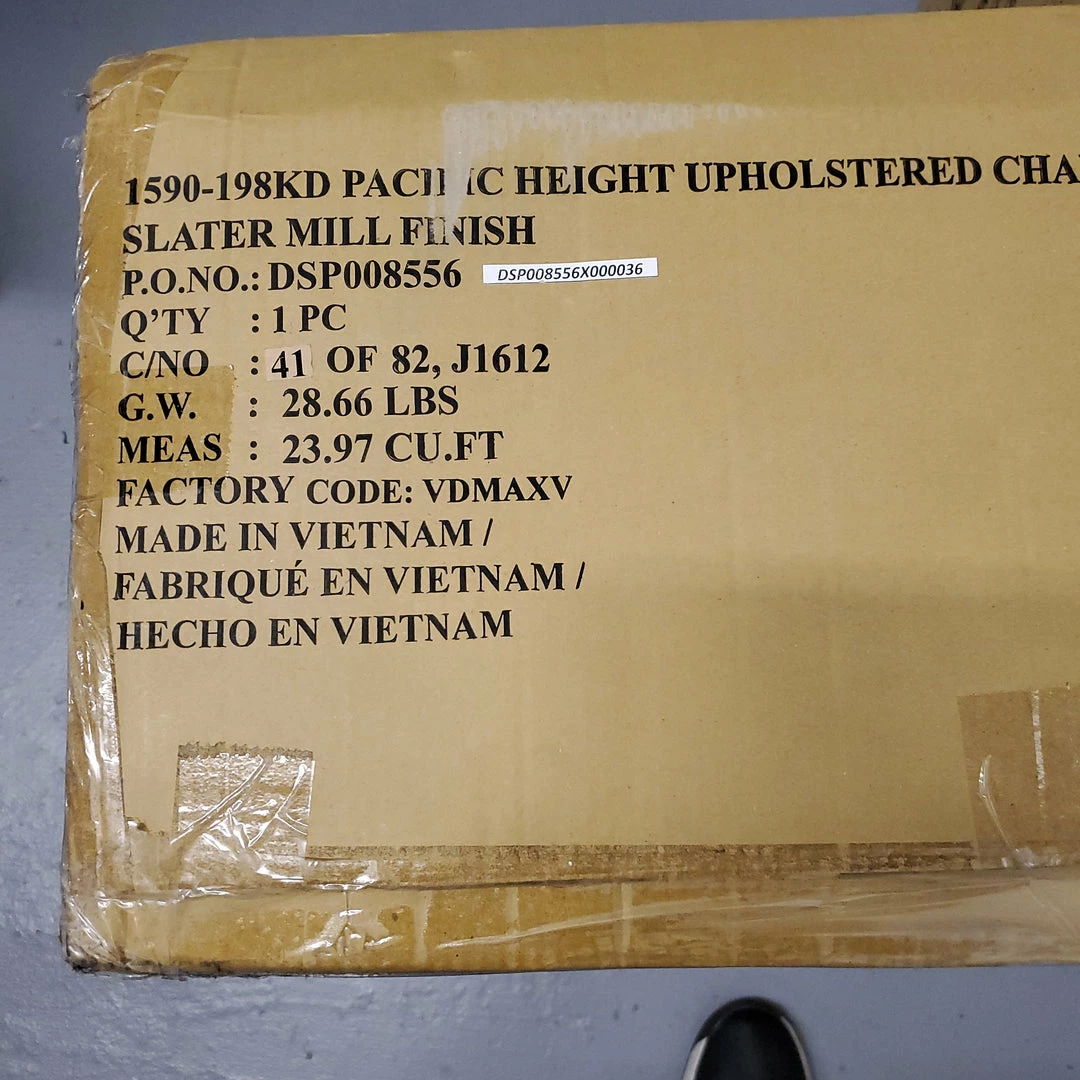 1590-198KD PACIFIC HEIGHT UPHOLSTERED CHA
SLATER MILL FINISH
P.O.NO.: DSP008556 DSP008556X000036
Q'TY : 1 PC
C/NO : 41 OF 82, J1612
G.W. : 28.66 LBS
MEAS : 23.97 CU.FT
FACTORY CODE: VDMAXV
MADE IN VIETNAM /
FABRIQUÉ EN VIETNAM /
HECHO EN VIETNAM